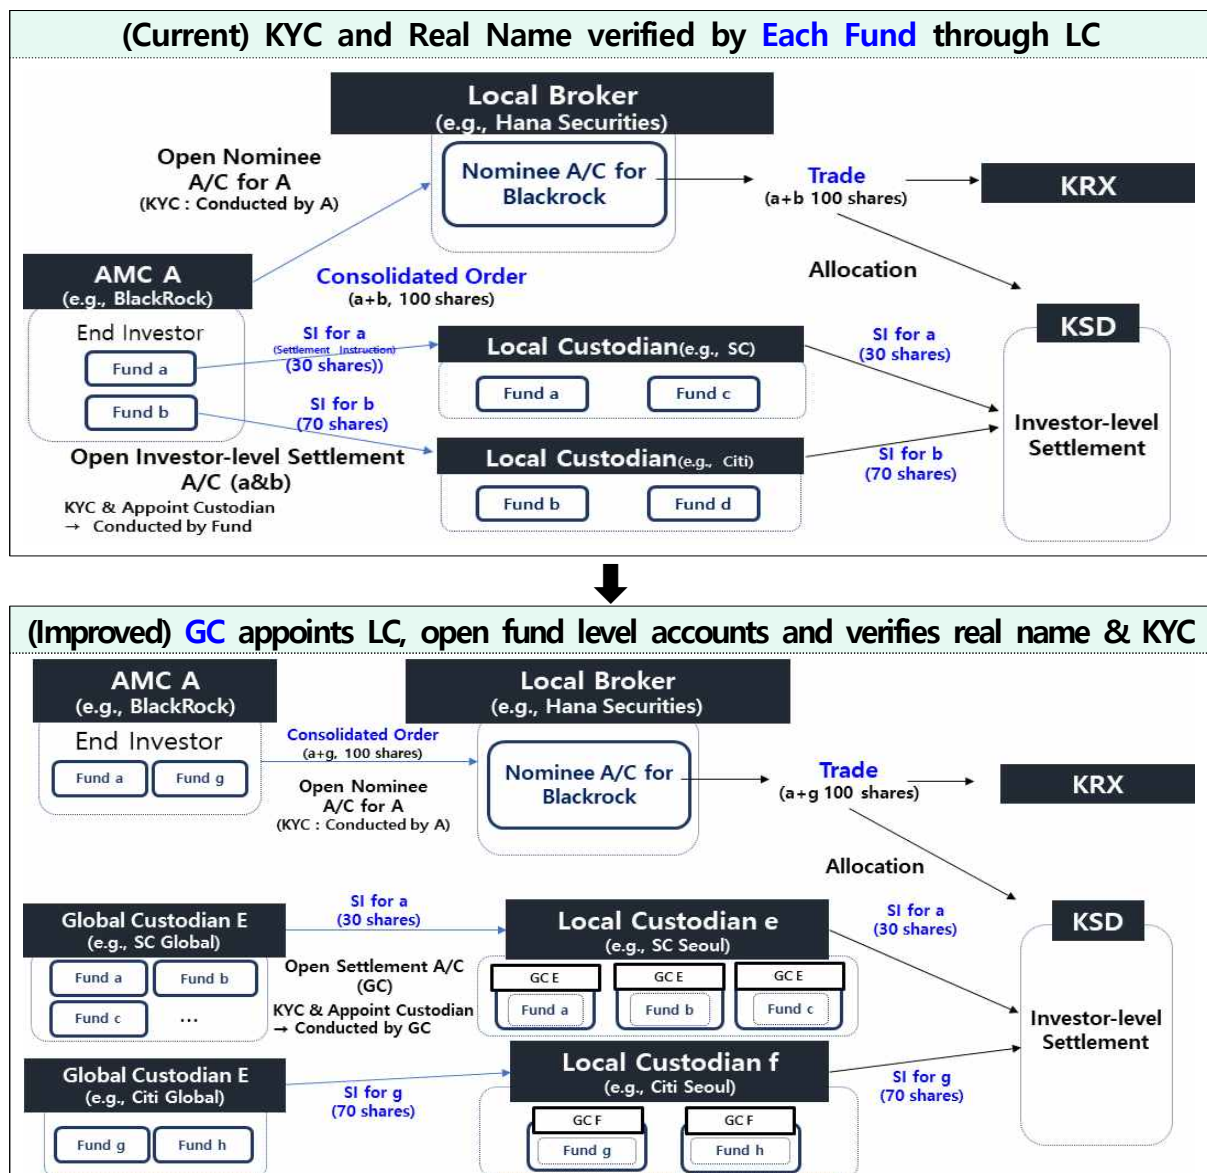 (Current) KYC and Real Name verified by Each Fund through LC
Local Broker
(e.g., Hana Securities)
Open Nominee
A/C for A
(KYC : Conducted by A)
Nominee A/C for
Blackrock
Trade
(a+b 100 shares)
KRX
AMC A
(e.g., BlackRock)
Consolidated Order
(a+b, 100 shares)
Allocation
End Investor
Fund a
Fund b
SI for a
(Settlement Instruction)
(30 shares))
Local Custodian(e.g., SC)
Fund a
Fund c
SI for a
(30 shares)
KSD
SI for b
(70 shares)
Investor-level
Settlement
Open Investor-level Settlement
A/C (a&b)
KYC & Appoint Custodian
→ Conducted by Fund
Local Custodian(e.g., Citi)
Fund b
Fund d
SI for b
(70 shares)
(Improved) GC appoints LC, open fund level accounts and verifies real name & KYC
AMC A
(e.g., BlackRock)
Local Broker
(e.g., Hana Securities)
End Investor
Fund a
Fund g
Consolidated Order
(a+g, 100 shares)
Open Nominee
A/C for A
(KYC : Conducted by A)
Nominee A/C for
Blackrock
Trade
(a+g 100 shares)
KRX
Allocation
Global Custodian E
(e.g., SC Global)
Fund a
Fund b
Fund c
...
SI for a
(30 shares)
Open Settlement A/C
(GC)
KYC & Appoint Custodian
→ Conducted by GC
Local Custodian e
(e.g., SC Seoul)
GC E
GC E
GC E
Fund a
Fund b
Fund c
SI for a
(30 shares)
KSD
Investor-level
Settlement
Global Custodian E
(e.g., Citi Global)
Fund g
Fund h
SI for g
(70 shares)
Local Custodian f
(e.g., Citi Seoul)
GC F
GC F
Fund g
Fund h
SI for g
(70 shares)